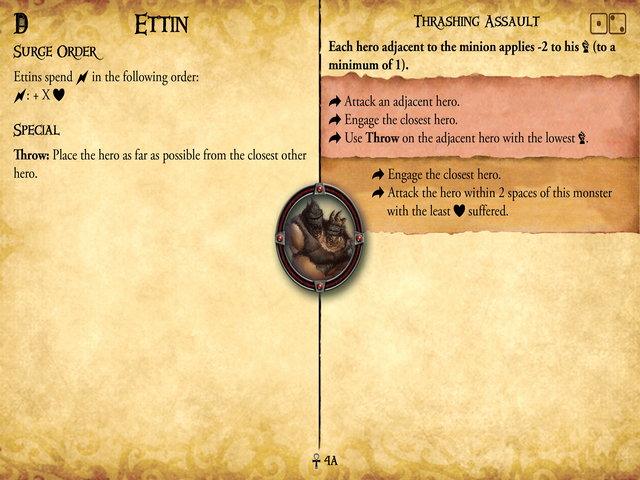 D
ETTIN
SURGE ORDER
Ettins spend in the following order:
: + X
SPECIAL
Throw: Place the hero as far as possible from the closest other
hero.
THRASHING ASSAULT
Each hero adjacent to the minion applies -2 to his (to a
minimum of 1).
Attack an adjacent hero.
Engage the closest hero.
Use Throw on the adjacent hero with the lowest .
Engage the closest hero.
Attack the hero within 2 spaces of this monster
with the least suffered.
4A